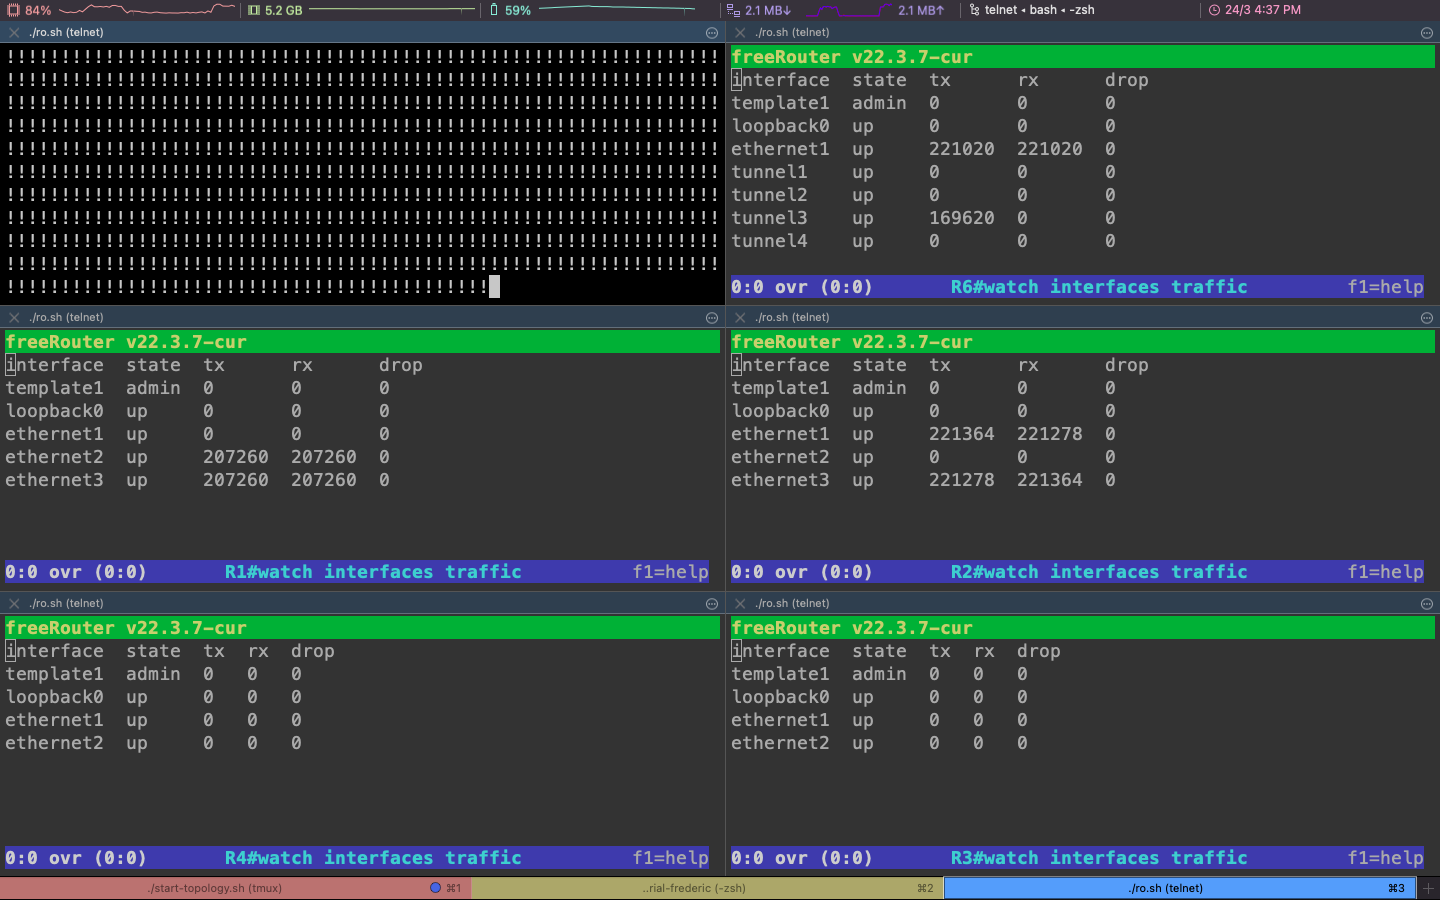 84% 5.2 GB 59% 2.1 MB↓ 2.1 MB↑ telnet ◂ bash ◂ -zsh 24/3 4:37 PM
./ro.sh (telnet)
!!!!!!!!!!!!!!!!!!!!!!!!!!!!!!!!!!!!!!!!!!!!!!!!!!!!!!!!!!!!!!!!!
!!!!!!!!!!!!!!!!!!!!!!!!!!!!!!!!!!!!!!!!!!!!!!!!!!!!!!!!!!!!!!!!!
!!!!!!!!!!!!!!!!!!!!!!!!!!!!!!!!!!!!!!!!!!!!!!!!!!!!!!!!!!!!!!!!!
!!!!!!!!!!!!!!!!!!!!!!!!!!!!!!!!!!!!!!!!!!!!!!!!!!!!!!!!!!!!!!!!!
!!!!!!!!!!!!!!!!!!!!!!!!!!!!!!!!!!!!!!!!!!!!!!!!!!!!!!!!!!!!!!!!!
!!!!!!!!!!!!!!!!!!!!!!!!!!!!!!!!!!!!!!!!!!!!!!!!!!!!!!!!!!!!!!!!!
!!!!!!!!!!!!!!!!!!!!!!!!!!!!!!!!!!!!!!!!!!!!!!!!!!!!!!!!!!!!!!!!!
!!!!!!!!!!!!!!!!!!!!!!!!!!!!!!!!!!!!!!!!!!!!!!!!!!!!!!!!!!!!!!!!!
!!!!!!!!!!!!!!!!!!!!!!!!!!!!!!!!!!!!!!!!!!!!!!!!!!!!!!!!!!!!!!!!!
!!!!!!!!!!!!!!!!!!!!!!!!!!!!!!!!!!!!!!!!!!!!!!!!!!!!!!!!!!!!!!!!!
!!!!!!!!!!!!!!!!!!!!!!!!!!!!!!!!!!!!!!!!!!!!
./ro.sh (telnet)
freeRouter v22.3.7-cur
interface state tx rx drop
template1 admin 0 0 0
loopback0 up 0 0 0
ethernet1 up 221020 221020 0
tunnel1 up 0 0 0
tunnel2 up 0 0 0
tunnel3 up 169620 0 0
tunnel4 up 0 0 0
0:0 ovr (0:0) R6#watch interfaces traffic f1=help
./ro.sh (telnet)
freeRouter v22.3.7-cur
interface state tx rx drop
template1 admin 0 0 0
loopback0 up 0 0 0
ethernet1 up 0 0 0
ethernet2 up 207260 207260 0
ethernet3 up 207260 207260 0
0:0 ovr (0:0) R1#watch interfaces traffic f1=help
./ro.sh (telnet)
freeRouter v22.3.7-cur
interface state tx rx drop
template1 admin 0 0 0
loopback0 up 0 0 0
ethernet1 up 221364 221278 0
ethernet2 up 0 0 0
ethernet3 up 221278 221364 0
0:0 ovr (0:0) R2#watch interfaces traffic f1=help
./ro.sh (telnet)
freeRouter v22.3.7-cur
interface state tx rx drop
template1 admin 0 0 0
loopback0 up 0 0 0
ethernet1 up 0 0 0
ethernet2 up 0 0 0
0:0 ovr (0:0) R4#watch interfaces traffic f1=help
./ro.sh (telnet)
freeRouter v22.3.7-cur
interface state tx rx drop
template1 admin 0 0 0
loopback0 up 0 0 0
ethernet1 up 0 0 0
ethernet2 up 0 0 0
0:0 ovr (0:0) R3#watch interfaces traffic f1=help
./start-topology.sh (tmux) ⌘1 ..rial-frederic (-zsh) ⌘2 ./ro.sh (telnet) ⌘3